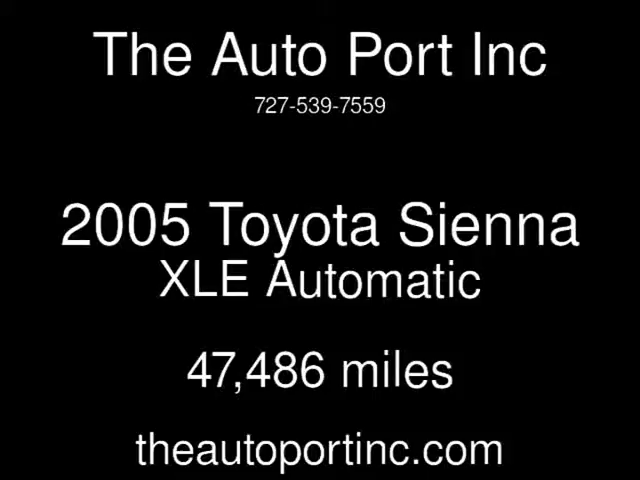 The Auto Port Inc
727-539-7559
2005 Toyota Sienna
XLE Automatic
47,486 miles
theautoportinc.com